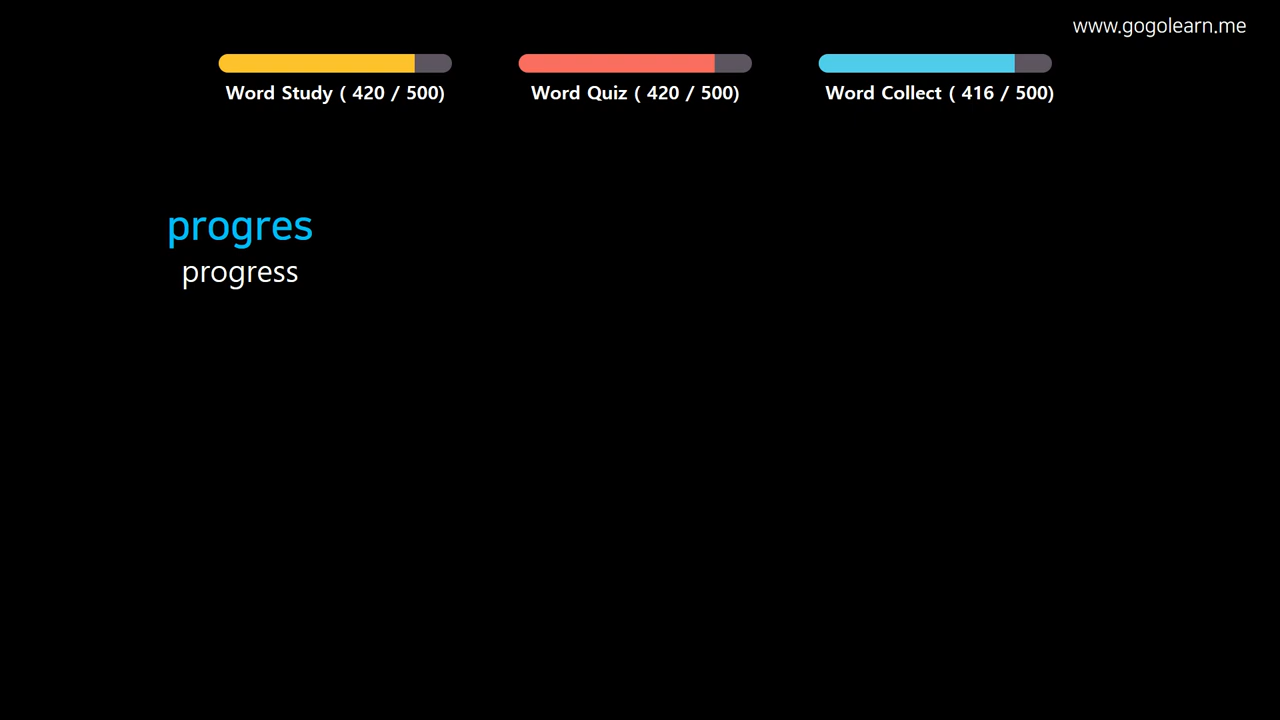 www.gogolearn.me
Word Study ( 420 / 500)
Word Quiz ( 420 / 500)
Word Collect ( 416 / 500)
progres
progress